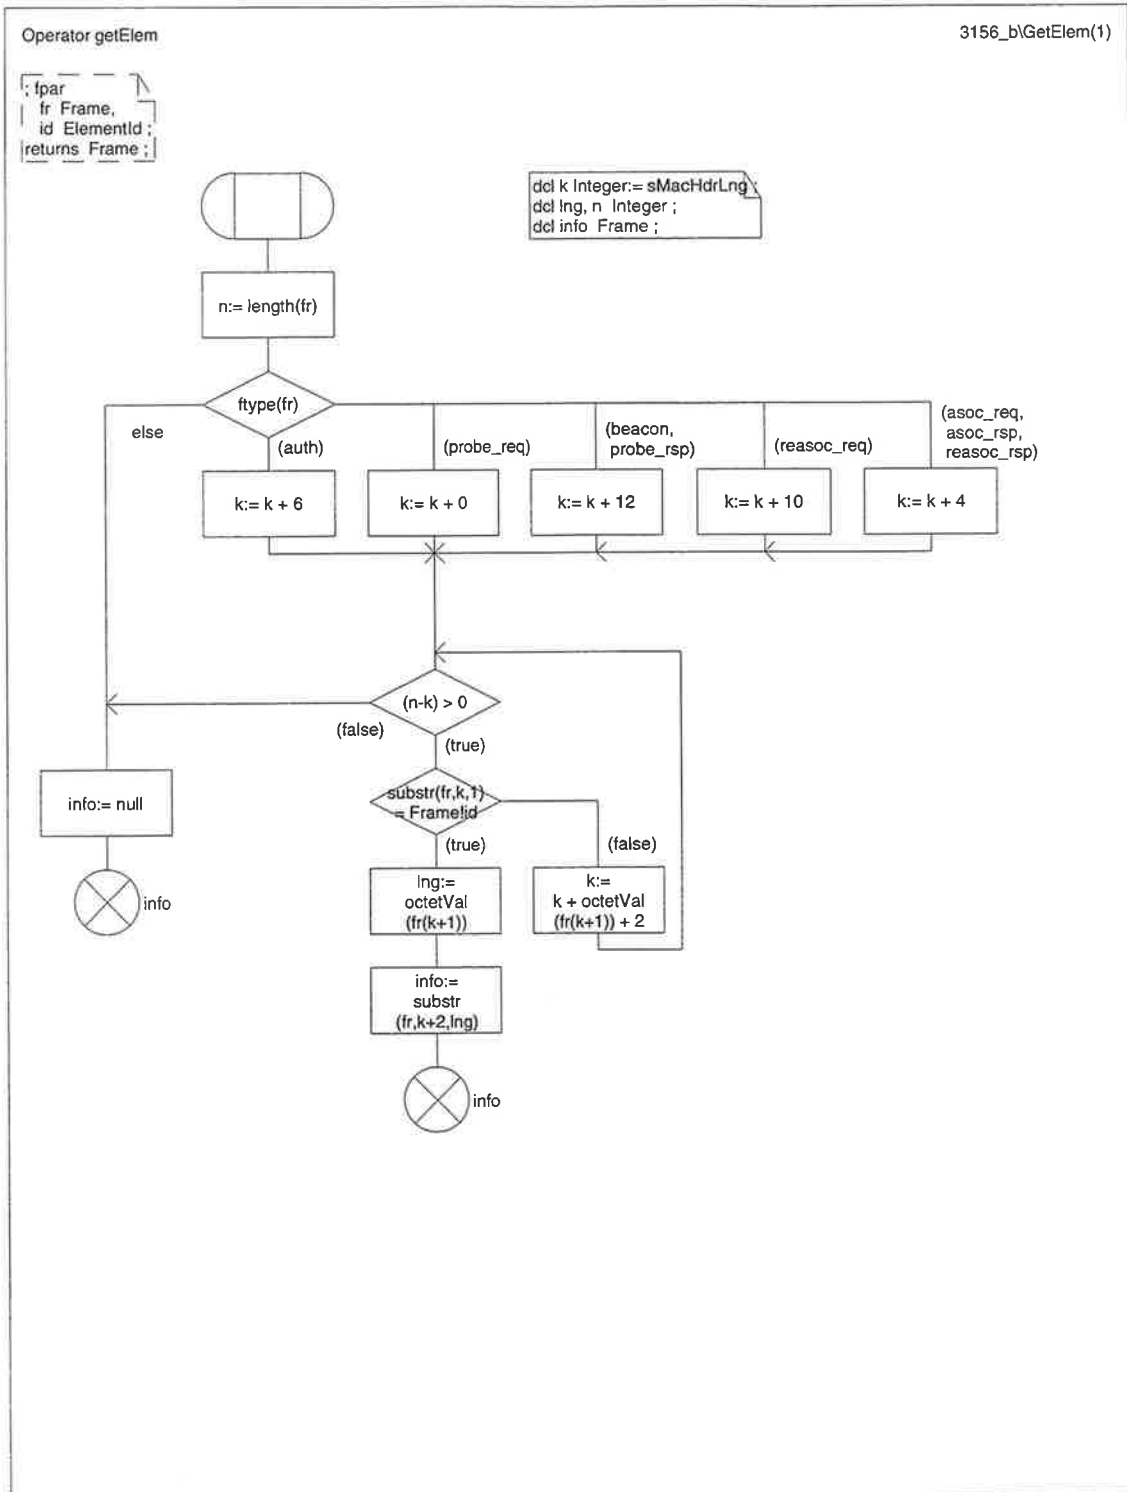 Operator getElem
3156_b\GetElem(1)
; fpar
fr Frame,
id ElementId ;
returns Frame ;
dcl k Integer:= sMacHdrLng ;
dcl lng, n Integer ;
dcl info Frame ;
n:= length(fr)
ftype(fr)
else
(auth)
(probe_req)
(beacon,
probe_rsp)
(reasoc_req)
(asoc_req,
asoc_rsp,
reasoc_rsp)
k:= k + 6
k:= k + 0
k:= k + 12
k:= k + 10
k:= k + 4
(n-k) > 0
(false)
(true)
info:= null
substr(fr,k,1)
= Frame!id
(true)
(false)
info
lng:=
octetVal
(fr(k+1))
k:=
k + octetVal
(fr(k+1)) + 2
info:=
substr
(fr,k+2,lng)
info